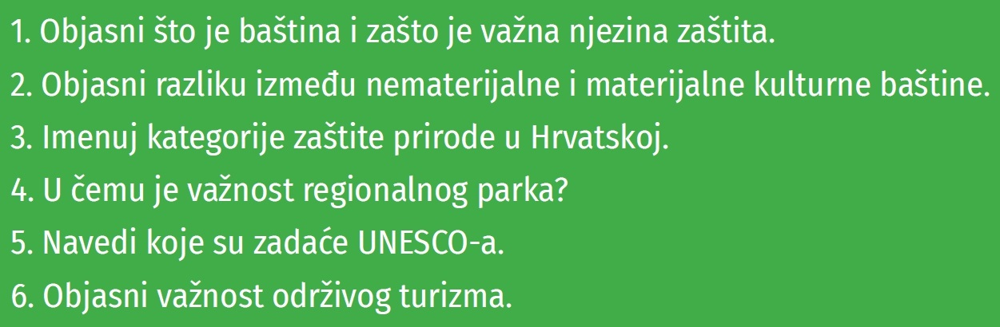 1. Objasni što je baština i zašto je važna njezina zaštita.
2. Objasni razliku između nematerijalne i materijalne kulturne baštine.
3. Imenuj kategorije zaštite prirode u Hrvatskoj.
4. U čemu je važnost regionalnog parka?
5. Navedi koje su zadaće UNESCO-a.
6. Objasni važnost održivog turizma.